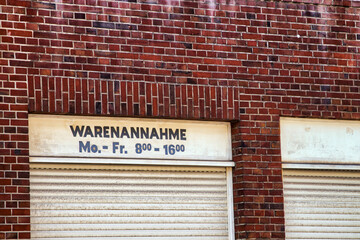 WARENANNAHME
Mo.- Fr. 8⁰⁰ - 16⁰⁰